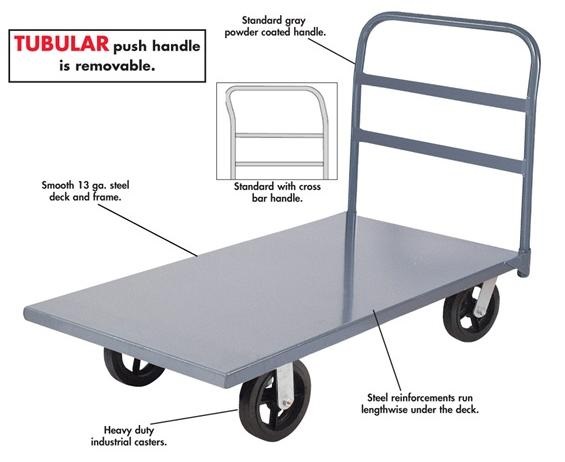 TUBULAR push handle
is removable.
Standard gray
powder coated handle.
Standard with cross
bar handle.
Smooth 13 ga. steel
deck and frame.
Steel reinforcements run
lengthwise under the deck.
Heavy duty
industrial casters.